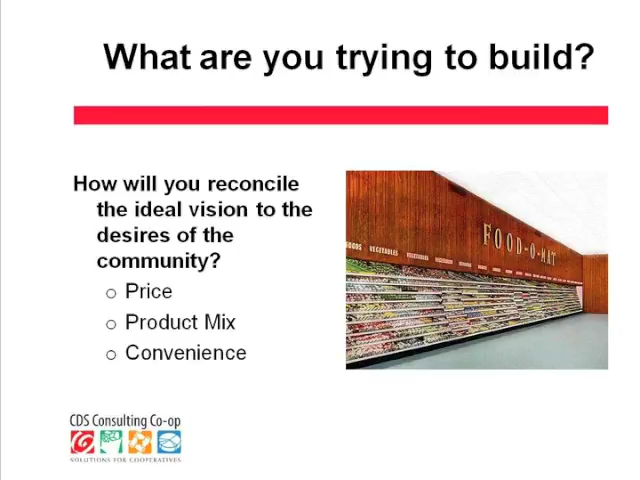 What are you trying to build?
How will you reconcile
the ideal vision to the
desires of the
community?
Price
Product Mix
Convenience
FOOD-O-MAT
VEGETABLES
CDS Consulting Co-op
SOLUTIONS FOR COOPERATIVES